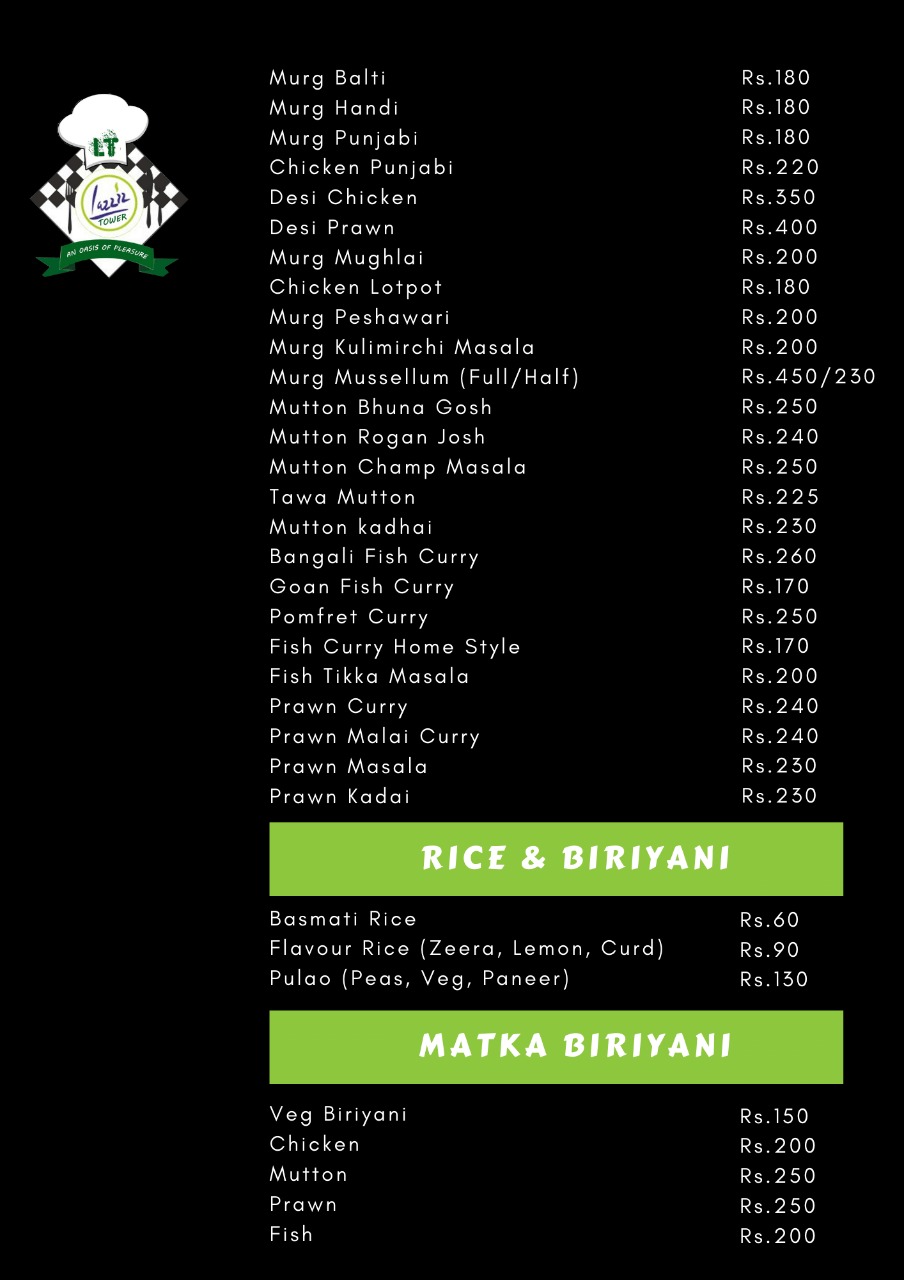 LT
Lazziz
TOWER
AN OASIS OF PLEASURE
Murg Balti Rs.180
Murg Handi Rs.180
Murg Punjabi Rs.180
Chicken Punjabi Rs.220
Desi Chicken Rs.350
Desi Prawn Rs.400
Murg Mughlai Rs.200
Chicken Lotpot Rs.180
Murg Peshawari Rs.200
Murg Kulimirchi Masala Rs.200
Murg Mussellum (Full/Half) Rs.450/230
Mutton Bhuna Gosh Rs.250
Mutton Rogan Josh Rs.240
Mutton Champ Masala Rs.250
Tawa Mutton Rs.225
Mutton kadhai Rs.230
Bangali Fish Curry Rs.260
Goan Fish Curry Rs.170
Pomfret Curry Rs.250
Fish Curry Home Style Rs.170
Fish Tikka Masala Rs.200
Prawn Curry Rs.240
Prawn Malai Curry Rs.240
Prawn Masala Rs.230
Prawn Kadai Rs.230
RICE & BIRIYANI
Basmati Rice Rs.60
Flavour Rice (Zeera, Lemon, Curd) Rs.90
Pulao (Peas, Veg, Paneer) Rs.130
MATKA BIRIYANI
Veg Biriyani Rs.150
Chicken Rs.200
Mutton Rs.250
Prawn Rs.250
Fish Rs.200